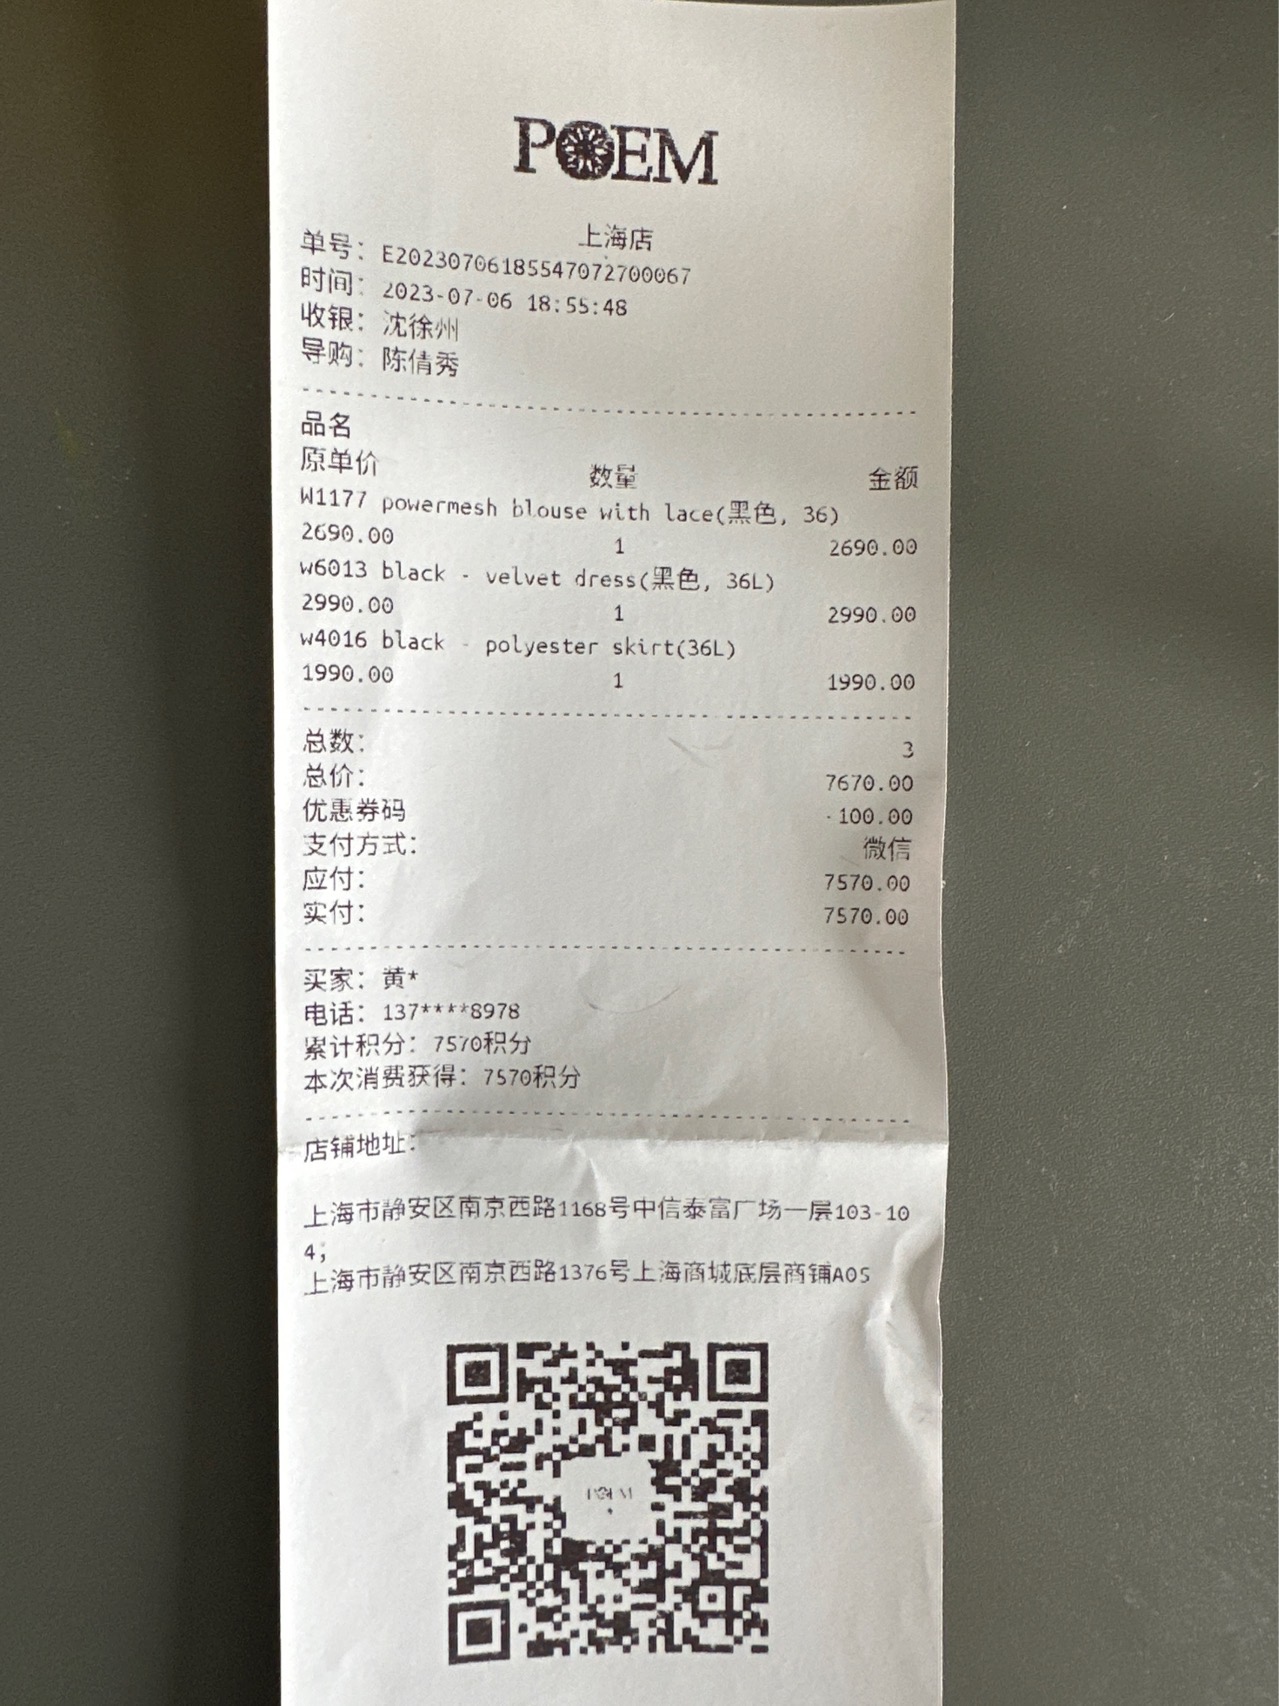 POEM
上海店
单号: E20230706185547072700067
时间: 2023-07-06 18:55:48
收银: 沈徐州
导购: 陈倩秀
品名
原单价 数量 金额
W1177 powermesh blouse with lace(黑色, 36)
2690.00 1 2690.00
w6013 black - velvet dress(黑色, 36L)
2990.00 1 2990.00
w4016 black - polyester skirt(36L)
1990.00 1 1990.00
总数: 3
总价: 7670.00
优惠券码 -100.00
支付方式: 微信
应付: 7570.00
实付: 7570.00
买家: 黄*
电话: 137****8978
累计积分: 7570积分
本次消费获得: 7570积分
店铺地址:
上海市静安区南京西路1168号中信泰富广场一层103-10
4;
上海市静安区南京西路1376号上海商城底层商铺A05
POEM